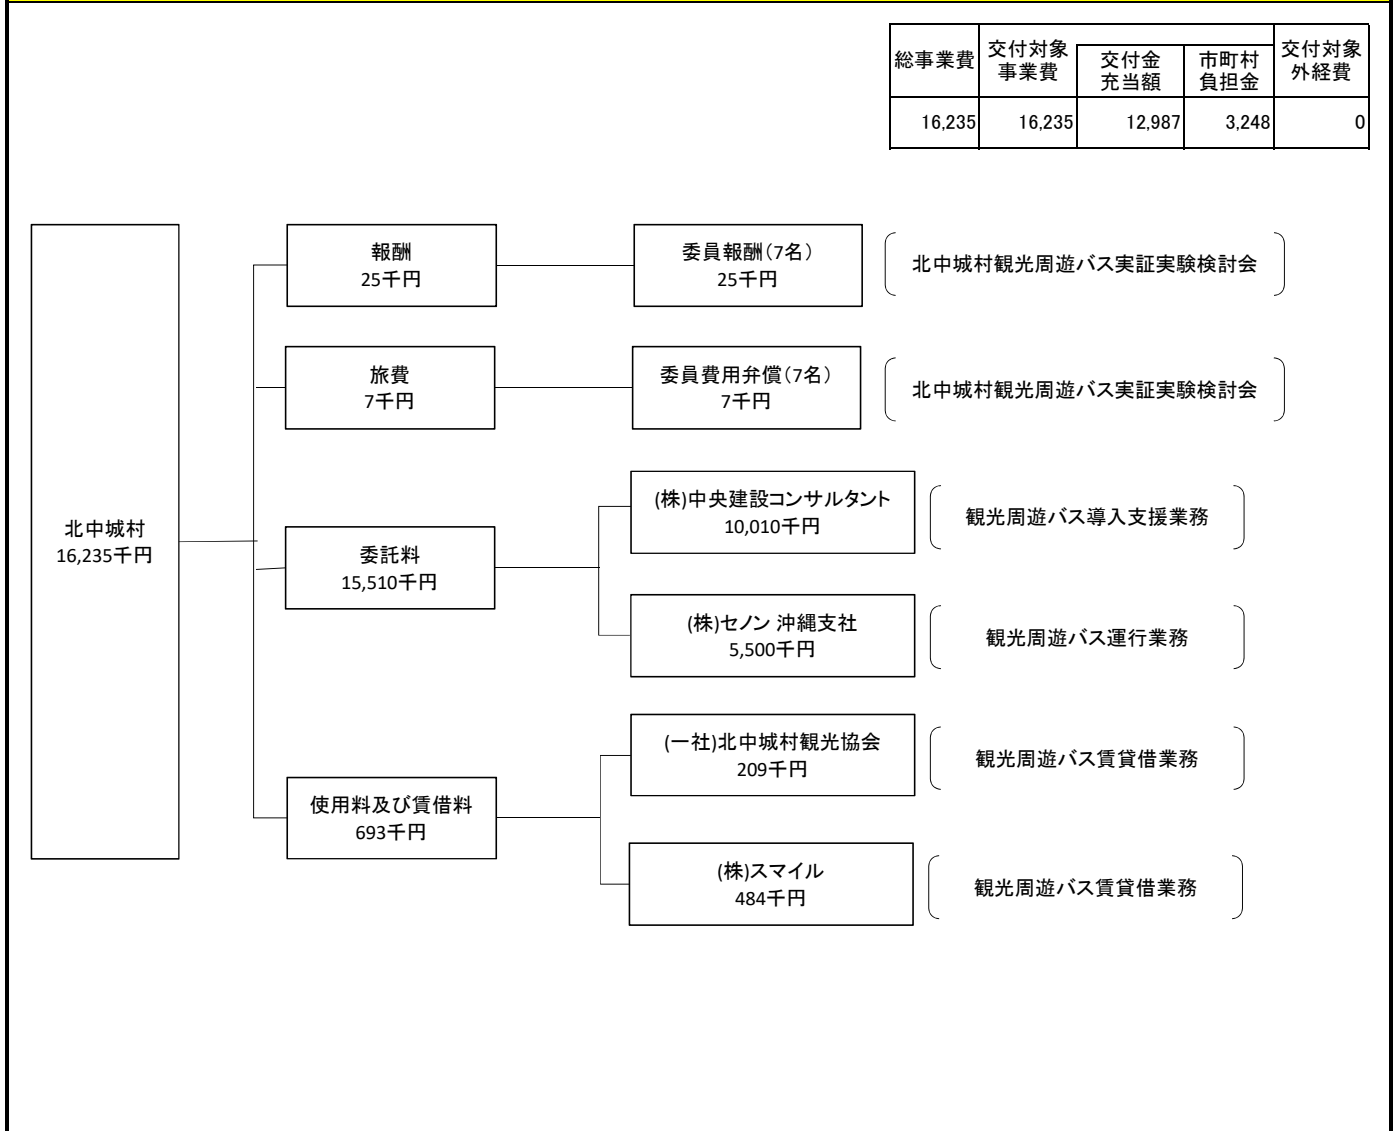 総事業費
交付対象
事業費
交付金
充当額
市町村
負担金
交付対象
外経費
16,235 16,235 12,987 3,248 0
北中城村
16,235千円
報酬
25千円
委員報酬（7名）
25千円
北中城村観光周遊バス実証実験検討会
旅費
7千円
委員費用弁償（7名）
7千円
北中城村観光周遊バス実証実験検討会
委託料
15,510千円
(株)中央建設コンサルタント
10,010千円
観光周遊バス導入支援業務
(株)セノン 沖縄支社
5,500千円
観光周遊バス運行業務
使用料及び賃借料
693千円
(一社)北中城村観光協会
209千円
観光周遊バス賃貸借業務
(株)スマイル
484千円
観光周遊バス賃貸借業務